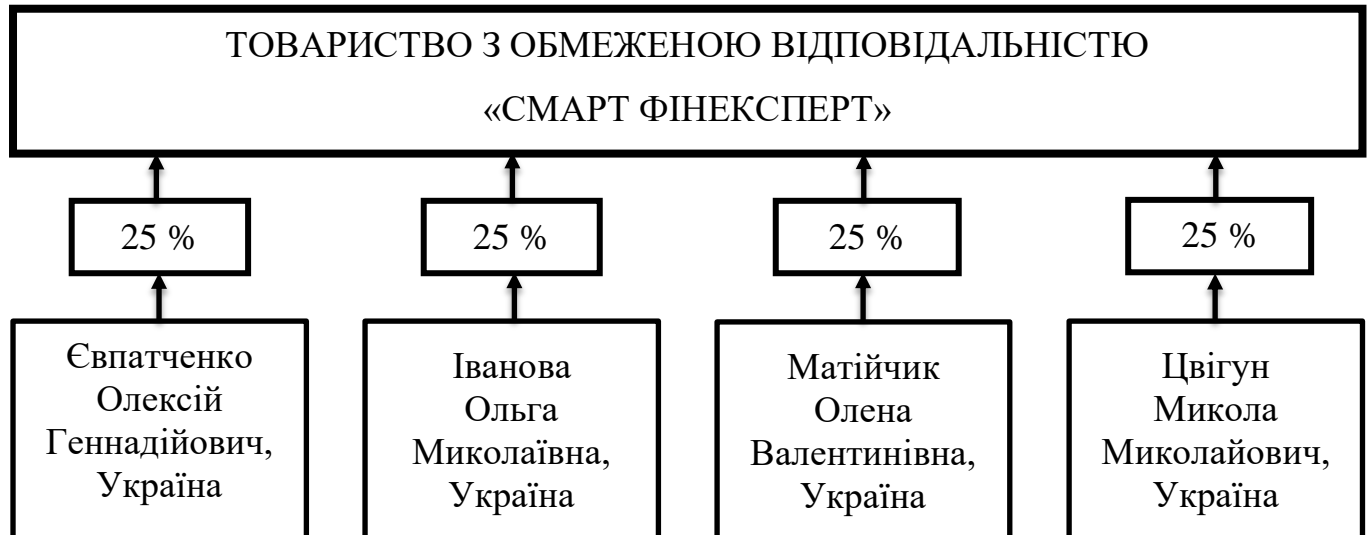 ТОВАРИСТВО З ОБМЕЖЕНОЮ ВІДПОВІДАЛЬНІСТЮ
«СМАРТ ФІНЕКСПЕРТ»
25 %
25 %
25 %
25 %
Євпатченко
Олексій
Геннадійович,
Україна
Іванова
Ольга
Миколаївна,
Україна
Матійчик
Олена
Валентинівна,
Україна
Цвігун
Микола
Миколайович,
Україна